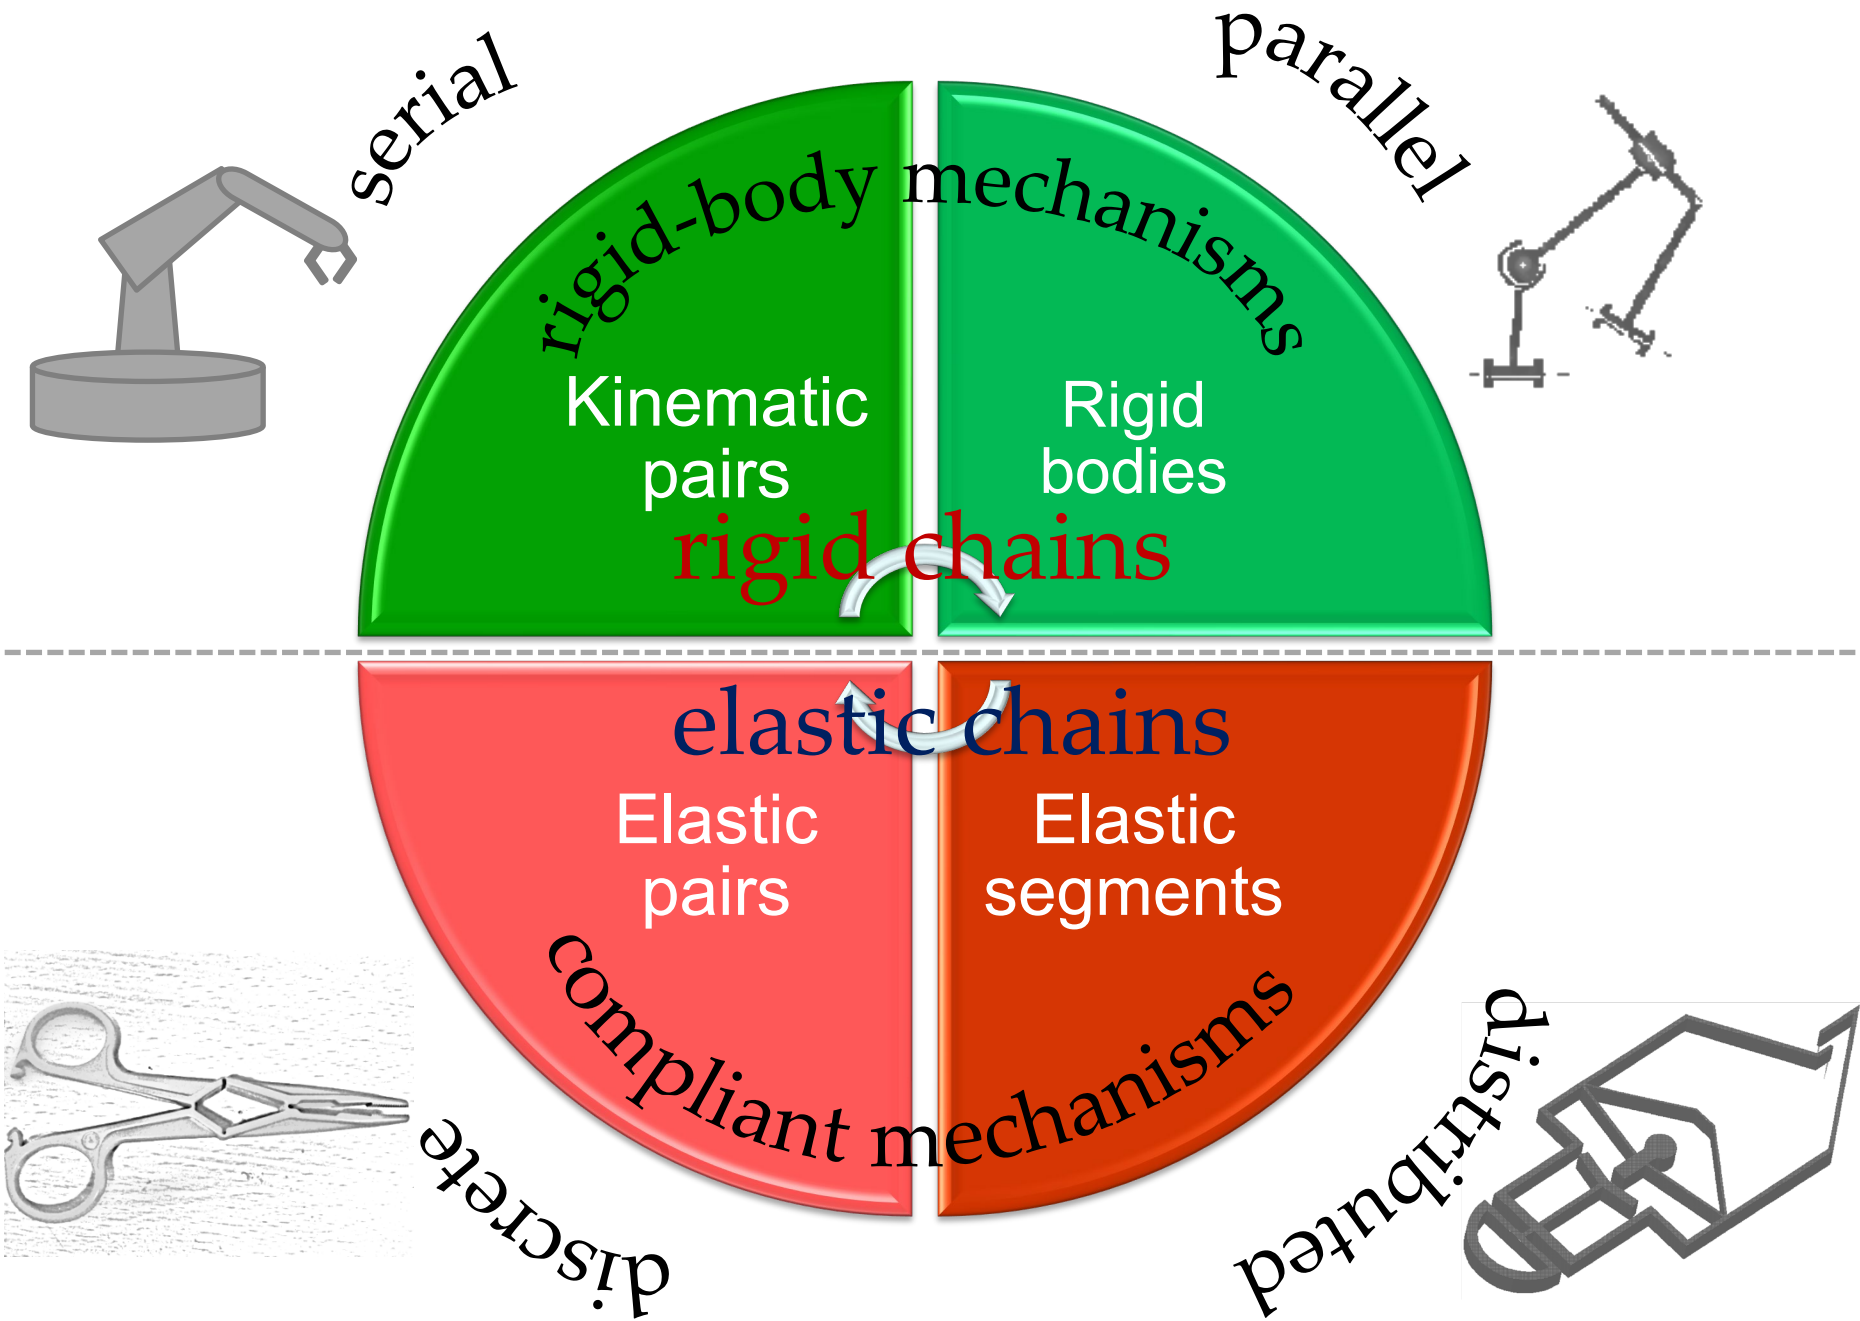 serial
parallel
rigid-body mechanisms
Kinematic
pairs
Rigid
bodies
rigid chains
elastic chains
Elastic
pairs
Elastic
segments
compliant mechanisms
discrete
distributed